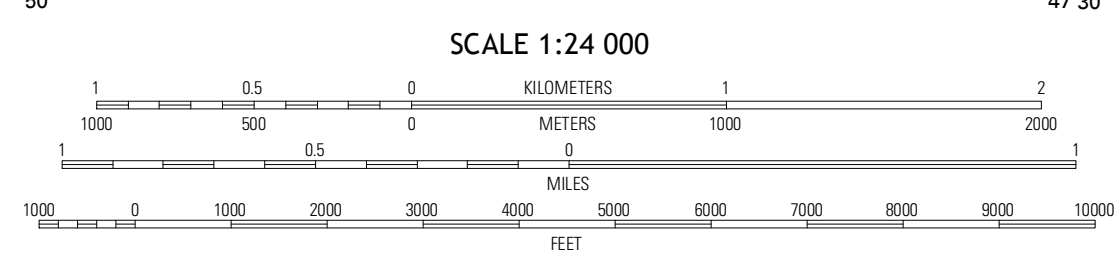 50 47'30
SCALE 1:24 000
1 0.5 0 KILOMETERS 1 2
1000 500 0 METERS 1000 2000
1 0.5 0 1
MILES
1000 0 1000 2000 3000 4000 5000 6000 7000 8000 9000 10000
FEET